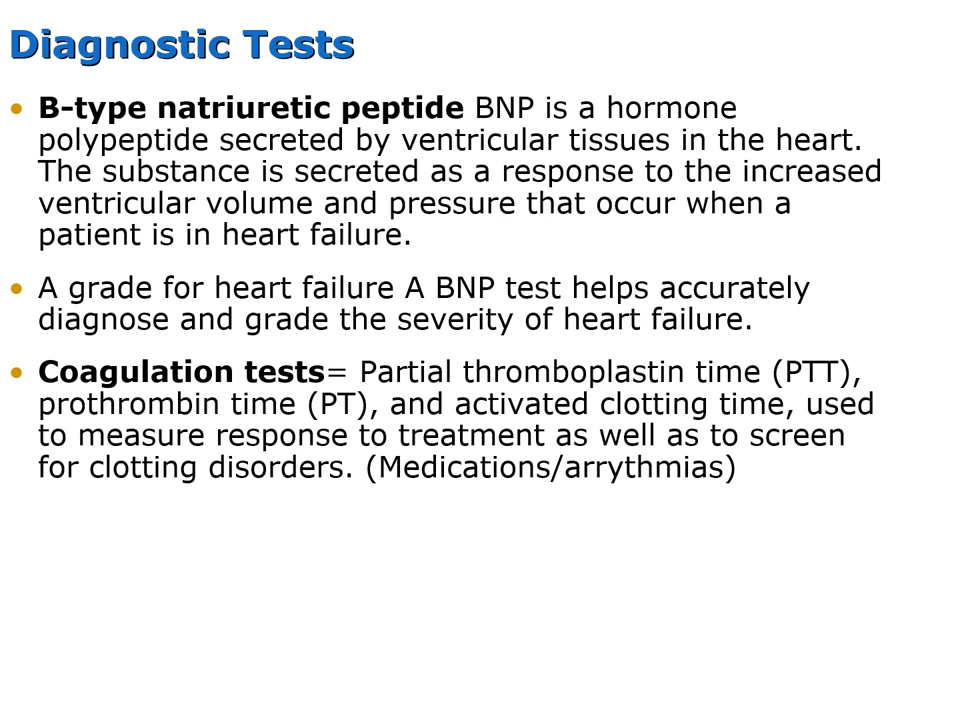 Diagnostic Tests
• B-type natriuretic peptide BNP is a hormone
polypeptide secreted by ventricular tissues in the heart.
The substance is secreted as a response to the increased
ventricular volume and pressure that occur when a
patient is in heart failure.
• A grade for heart failure A BNP test helps accurately
diagnose and grade the severity of heart failure.
• Coagulation tests= Partial thromboplastin time (PTT),
prothrombin time (PT), and activated clotting time, used
to measure response to treatment as well as to screen
for clotting disorders. (Medications/arrythmias)